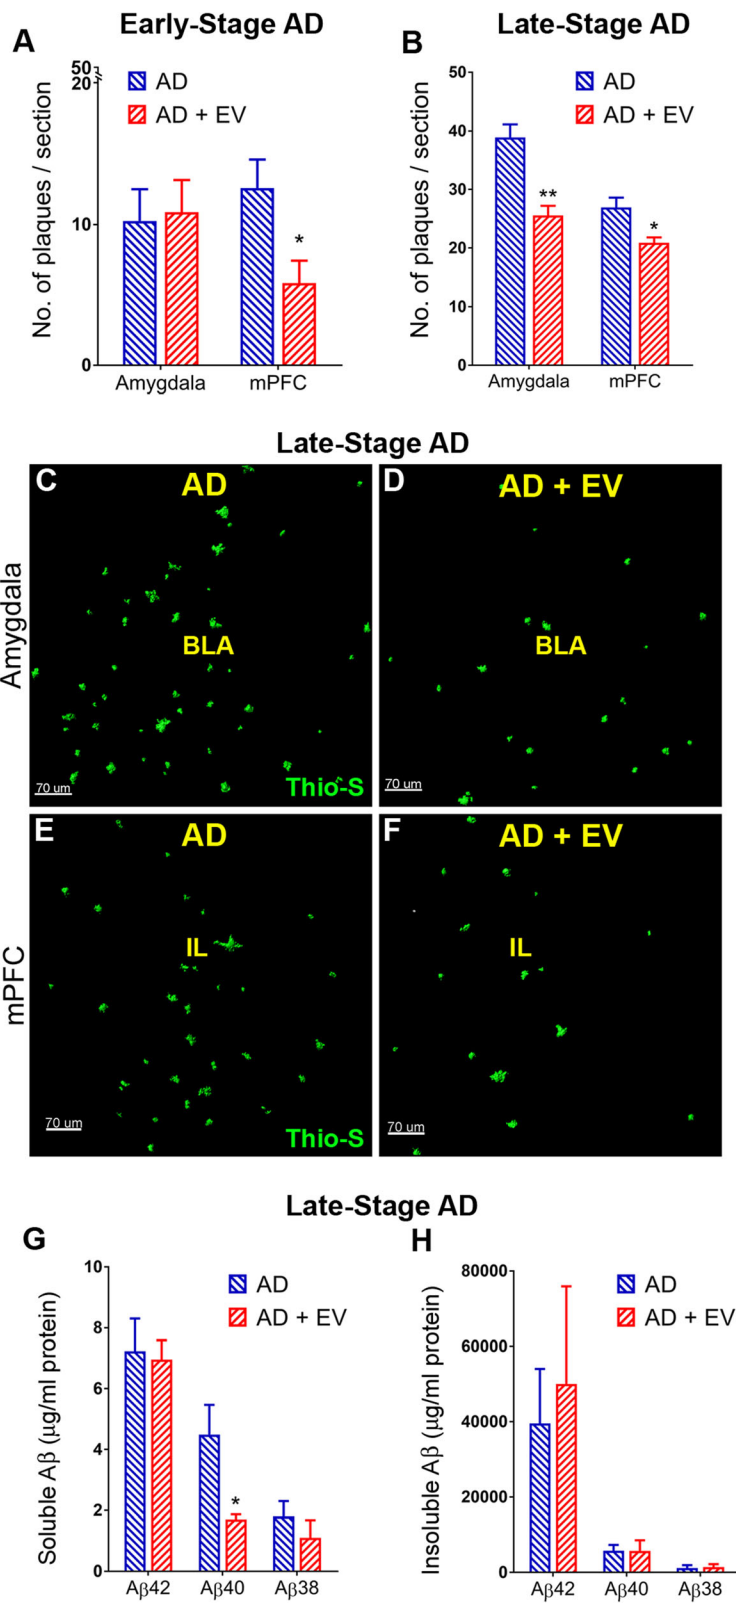 Early-Stage AD
Late-Stage AD
A
B
No. of plaques / section
50
20
10
0
AD
AD + EV
*
Amygdala
mPFC
No. of plaques / section
50
40
30
20
10
0
AD
AD + EV
**
*
Amygdala
mPFC
Late-Stage AD
Amygdala
C
AD
BLA
70 um
Thio-S
D
AD + EV
BLA
70 um
mPFC
E
AD
IL
70 um
Thio-S
F
AD + EV
IL
70 um
Late-Stage AD
G
H
Soluble Aβ (µg/ml protein)
10
8
6
4
2
0
AD
AD + EV
*
Aβ42
Aβ40
Aβ38
Insoluble Aβ (µg/ml protein)
80000
60000
40000
20000
0
AD
AD + EV
Aβ42
Aβ40
Aβ38